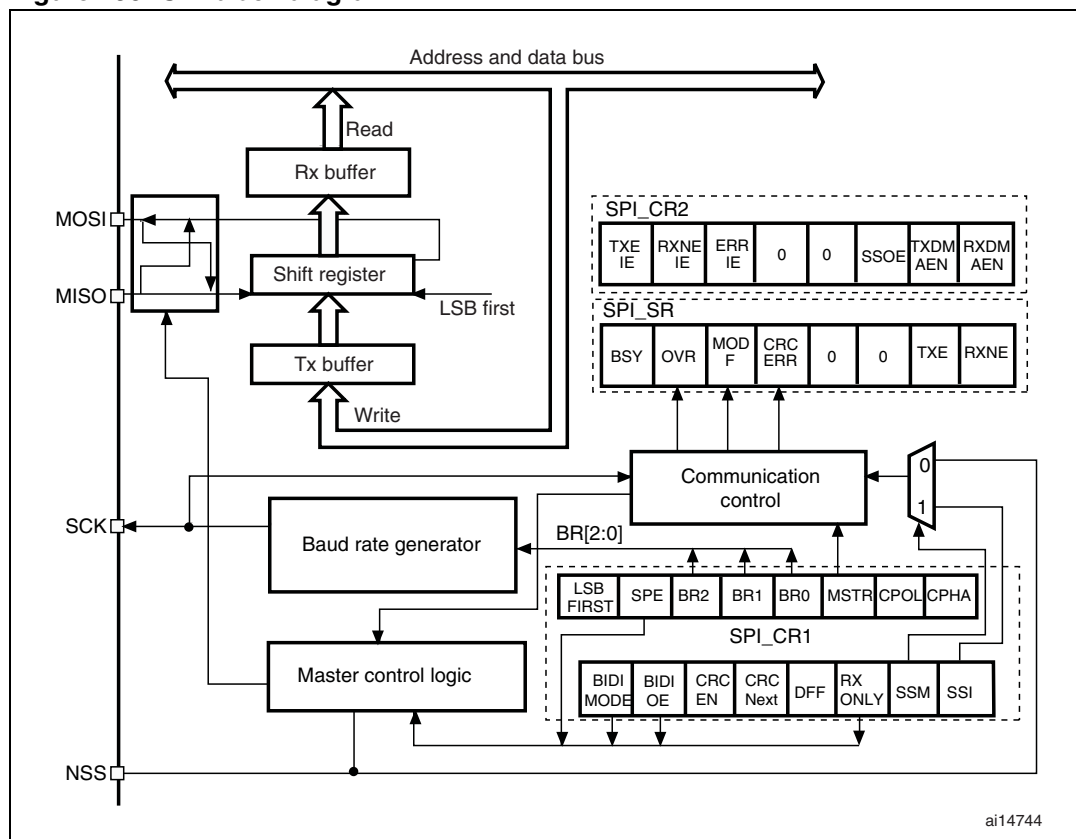 Address and data bus
Read
Rx buffer
MOSI
SPI_CR2
TXE IE RXNE IE ERR IE 0 0 SSOE TXDM AEN RXDM AEN
Shift register
MISO
LSB first
SPI_SR
BSY OVR MOD F CRC ERR 0 0 TXE RXNE
Tx buffer
Write
Communication
control
0
1
SCK
Baud rate generator
BR[2:0]
LSB FIRST SPE BR2 BR1 BR0 MSTR CPOL CPHA
SPI_CR1
Master control logic
BIDI MODE BIDI OE CRC EN CRC Next DFF RX ONLY SSM SSI
NSS
ai14744